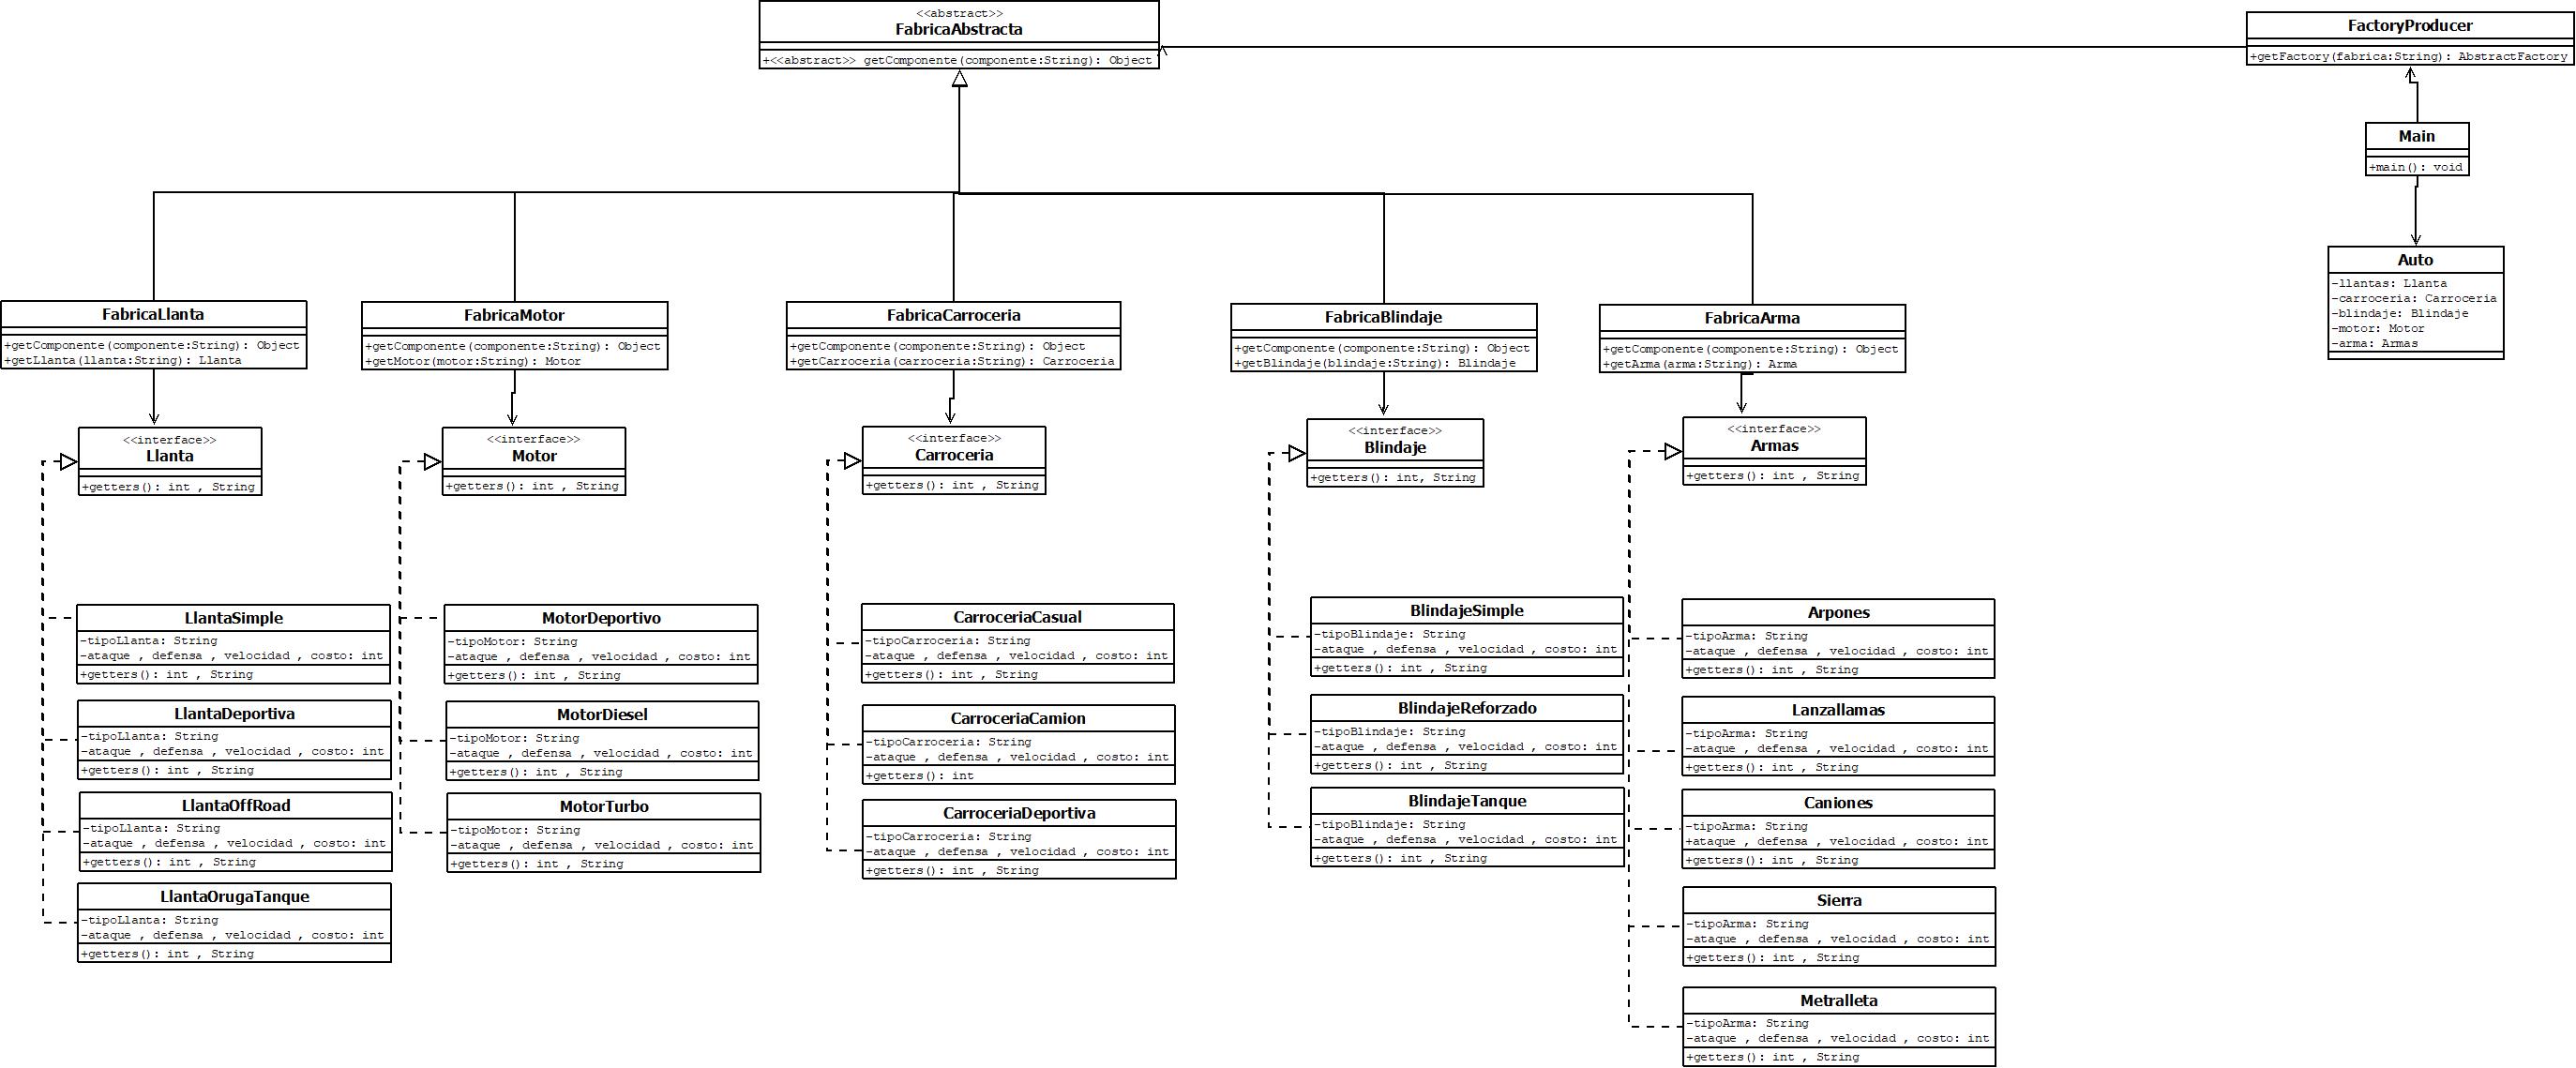 <<abstract>>
FabricaAbstracta
+<<abstract>> getComponente(componente:String): Object
FactoryProducer
+getFactory(fabrica:String): AbstractFactory
Main
+main(): void
Auto
-llantas: Llanta
-carroceria: Carroceria
-blindaje: Blindaje
-motor: Motor
-arma: Armas
FabricaLlanta
+getComponente(componente:String): Object
+getLlanta(llanta:String): Llanta
FabricaMotor
+getComponente(componente:String): Object
+getMotor(motor:String): Motor
FabricaCarroceria
+getComponente(componente:String): Object
+getCarroceria(carroceria:String): Carroceria
FabricaBlindaje
+getComponente(componente:String): Object
+getBlindaje(blindaje:String): Blindaje
FabricaArma
+getComponente(componente:String): Object
+getArma(arma:String): Arma
<<interface>>
Llanta
+getters(): int , String
<<interface>>
Motor
+getters(): int , String
<<interface>>
Carroceria
+getters(): int , String
<<interface>>
Blindaje
+getters(): int, String
<<interface>>
Armas
+getters(): int , String
LlantaSimple
-tipoLlanta: String
-ataque , defensa , velocidad , costo: int
+getters(): int , String
LlantaDeportiva
-tipoLlanta: String
-ataque , defensa , velocidad , costo: int
+getters(): int , String
LlantaOffRoad
-tipoLlanta: String
-ataque , defensa , velocidad , costo: int
+getters(): int , String
LlantaOrugaTanque
-tipoLlanta: String
-ataque , defensa , velocidad , costo: int
+getters(): int , String
MotorDeportivo
-tipoMotor: String
-ataque , defensa , velocidad , costo: int
+getters(): int , String
MotorDiesel
-tipoMotor: String
-ataque , defensa , velocidad , costo: int
+getters(): int , String
MotorTurbo
-tipoMotor: String
-ataque , defensa , velocidad , costo: int
+getters(): int , String
CarroceriaCasual
-tipoCarroceria: String
-ataque , defensa , velocidad , costo: int
+getters(): int , String
CarroceriaCamion
-tipoCarroceria: String
-ataque , defensa , velocidad , costo: int
+getters(): int
CarroceriaDeportiva
-tipoCarroceria: String
-ataque , defensa , velocidad , costo: int
+getters(): int , String
BlindajeSimple
-tipoBlindaje: String
-ataque , defensa , velocidad , costo: int
+getters(): int , String
BlindajeReforzado
-tipoBlindaje: String
-ataque , defensa , velocidad , costo: int
+getters(): int , String
BlindajeTanque
-tipoBlindaje: String
-ataque , defensa , velocidad , costo: int
+getters(): int , String
Arpones
-tipoArma: String
-ataque , defensa , velocidad , costo: int
+getters(): int , String
Lanzallamas
-tipoArma: String
-ataque , defensa , velocidad , costo: int
+getters(): int , String
Caniones
-tipoArma: String
+ataque , defensa , velocidad , costo: int
+getters(): int , String
Sierra
-tipoArma: String
-ataque , defensa , velocidad , costo: int
+getters(): int , String
Metralleta
-tipoArma: String
-ataque , defensa , velocidad , costo: int
+getters(): int , String